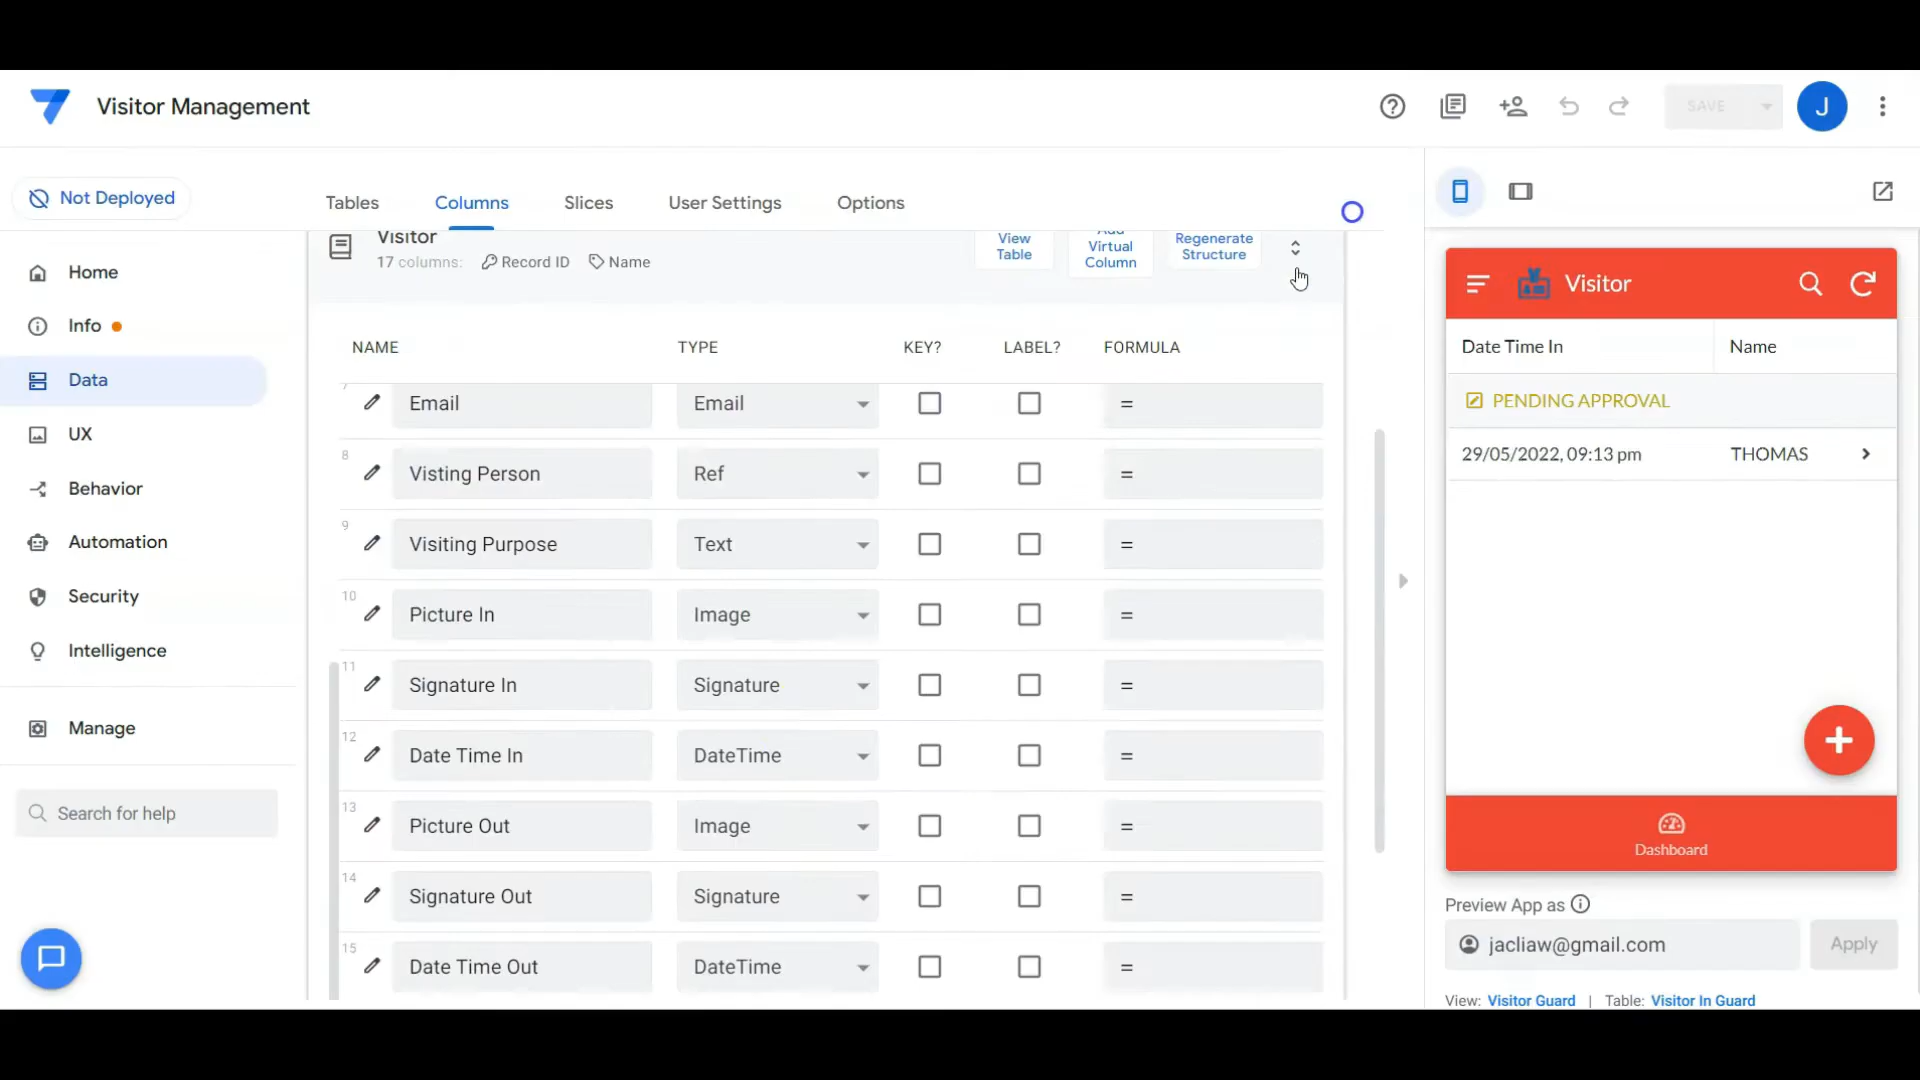 Visitor Management
SAVE
J
Not Deployed
Tables
Columns
Slices
User Settings
Options
Home
Info
Data
UX
Behavior
Automation
Security
Intelligence
Manage
Search for help
Visitor
17 columns: Record ID Name
View Table
Add Virtual Column
Regenerate Structure
NAME TYPE KEY? LABEL? FORMULA
7 Email Email =
8 Visting Person Ref =
9 Visiting Purpose Text =
10 Picture In Image =
11 Signature In Signature =
12 Date Time In DateTime =
13 Picture Out Image =
14 Signature Out Signature =
15 Date Time Out DateTime =
Visitor
Date Time In Name
PENDING APPROVAL
29/05/2022, 09:13 pm THOMAS
Dashboard
Preview App as
jacliaw@gmail.com Apply
View: Visitor Guard | Table: Visitor In Guard